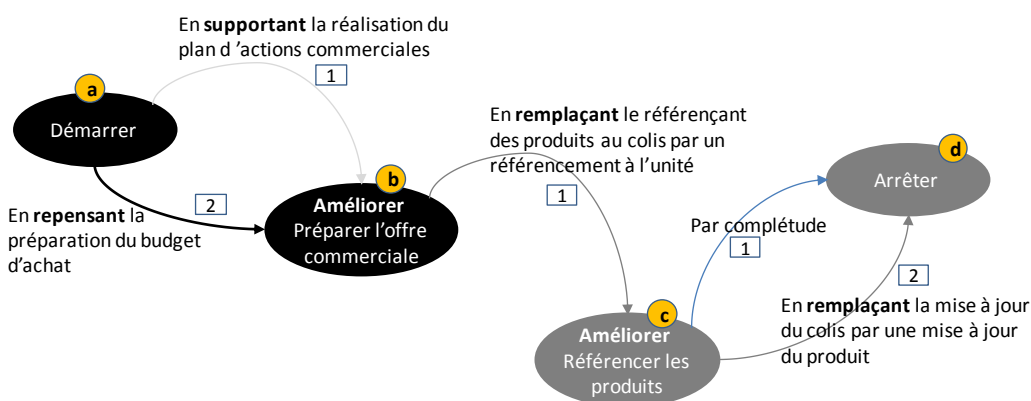 En supportant la réalisation du
plan d ’actions commerciales
1
a
Démarrer
En repensant la
préparation du budget
d’achat
2
b
Améliorer
Préparer l’offre
commerciale
En remplaçant le référençant
des produits au colis par un
référencement à l’unité
1
d
Arrêter
Par complétude
1
2
c
Améliorer
Référencer les
produits
En remplaçant la mise à jour
du colis par une mise à jour
du produit